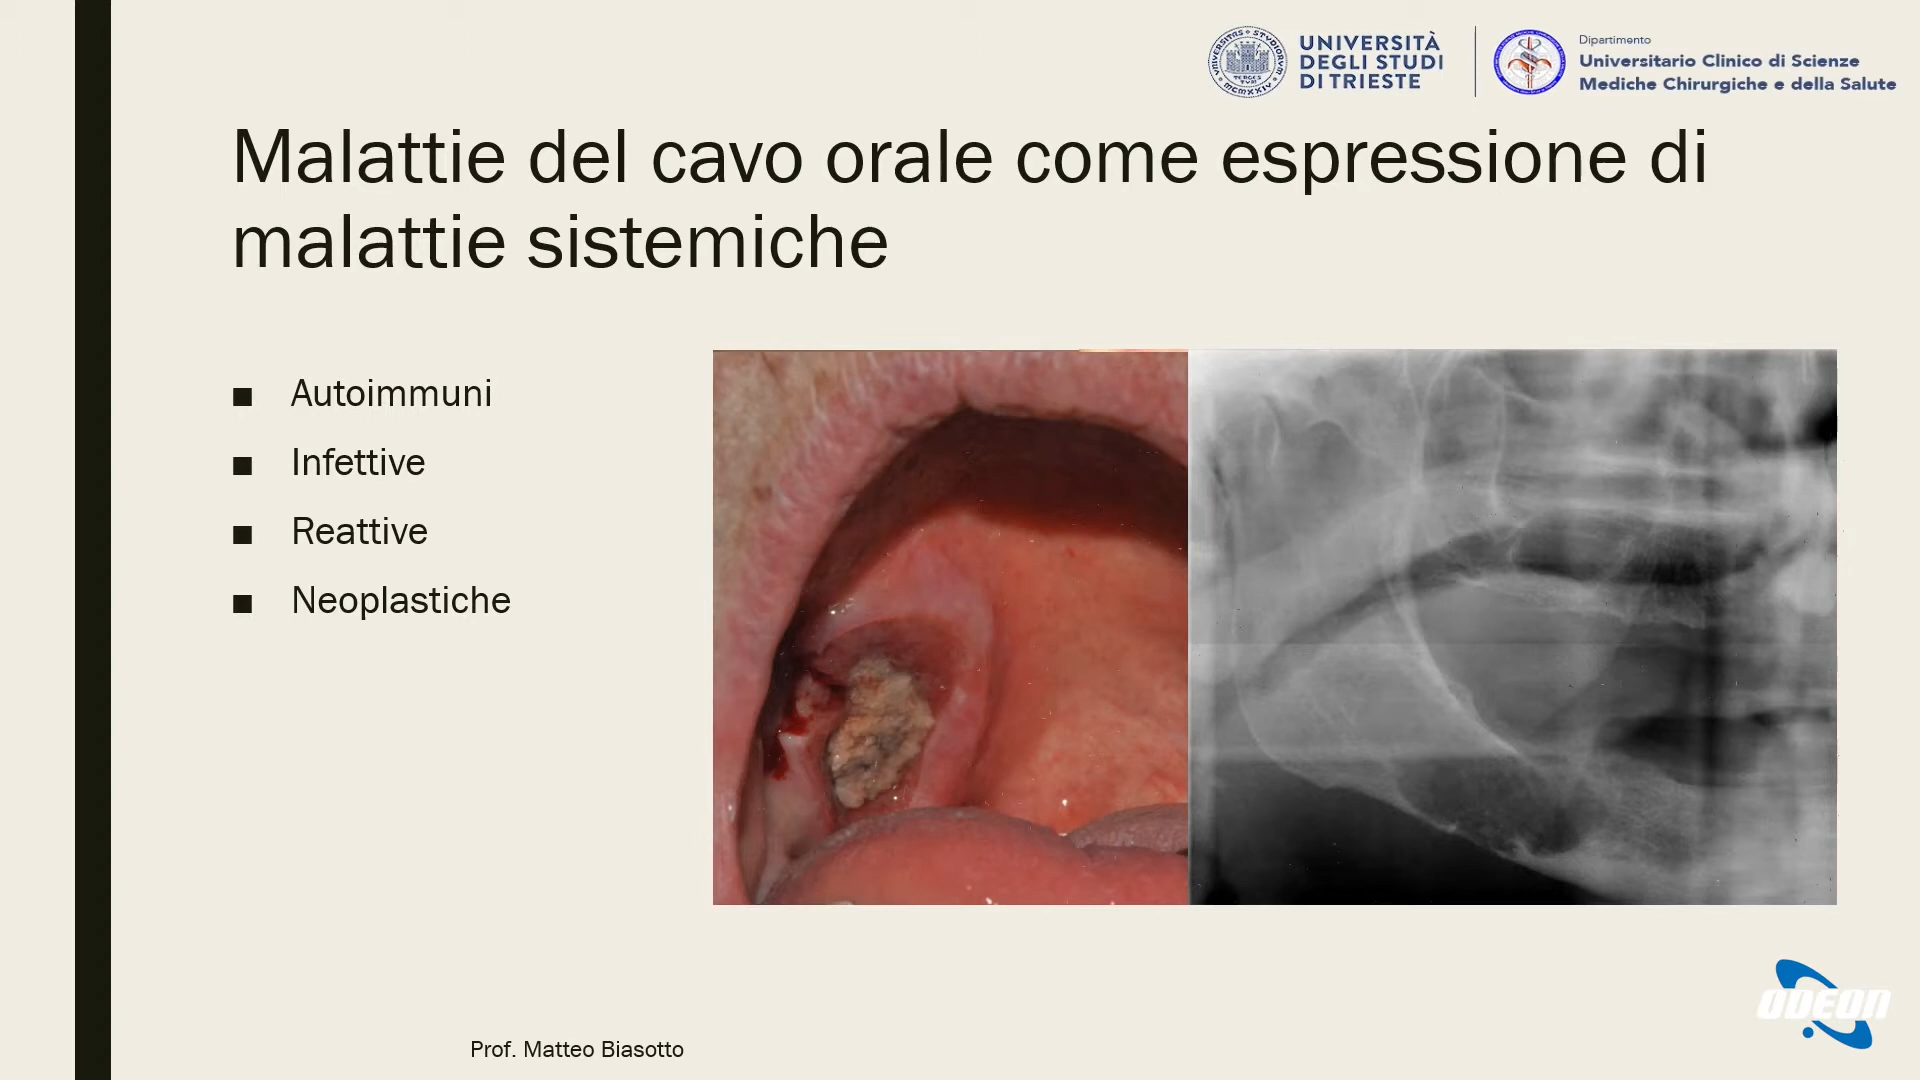 UNIVERSITÀ
DEGLI STUDI
DI TRIESTE
Dipartimento
Universitario Clinico di Scienze
Mediche Chirurgiche e della Salute
Malattie del cavo orale come espressione di
malattie sistemiche
■ Autoimmuni
■ Infettive
■ Reattive
■ Neoplastiche
ODEON
Prof. Matteo Biasotto